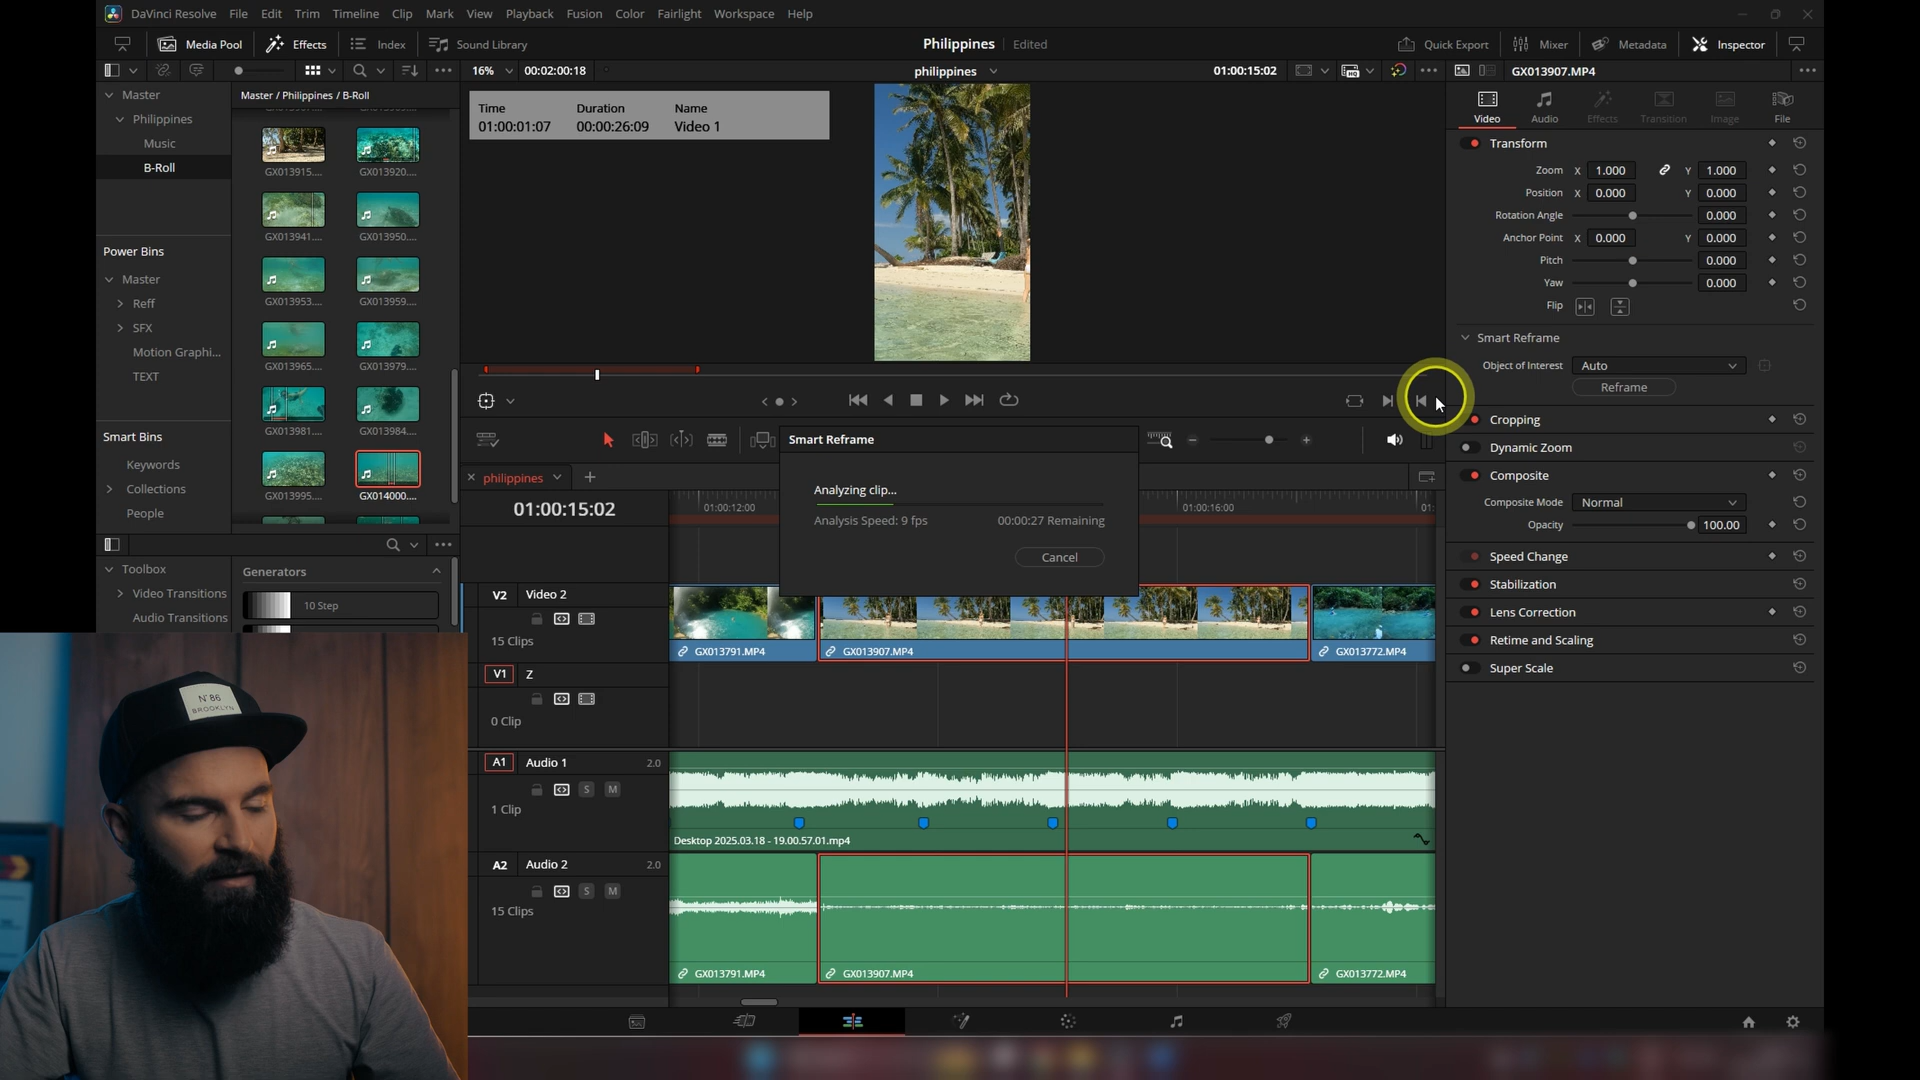 DaVinci Resolve File Edit Trim Timeline Clip Mark View Playback Fusion Color Fairlight Workspace Help
Media Pool Effects Index Sound Library
Philippines Edited
Quick Export Mixer Metadata Inspector
16% 00:02:00:18
philippines
01:00:15:02
GX013907.MP4
Master
Philippines
Music
B-Roll
Power Bins
Master
Reff
SFX
Motion Graphi...
TEXT
Smart Bins
Keywords
Collections
People
Master / Philippines / B-Roll
GX013915.... GX013920....
GX013941.... GX013950....
GX013953.... GX013959....
GX013965.... GX013979....
GX013981.... GX013984....
GX013995.... GX014000....
Toolbox
Video Transitions
Audio Transitions
Generators
10 Step
Time Duration Name
01:00:01:07 00:00:26:09 Video 1
Smart Reframe
Analyzing clip...
Analysis Speed: 9 fps 00:00:27 Remaining
Cancel
philippines
01:00:15:02
01:00:12:00
01:00:16:00
01:
V2 Video 2
15 Clips
GX013791.MP4
GX013907.MP4
GX013772.MP4
V1 Z
0 Clip
A1 Audio 1 2.0
S M
1 Clip
Desktop 2025.03.18 - 19.00.57.01.mp4
A2 Audio 2 2.0
S M
15 Clips
GX013791.MP4
GX013907.MP4
GX013772.MP4
Video Audio Effects Transition Image File
Transform
Zoom X 1.000 Y 1.000
Position X 0.000 Y 0.000
Rotation Angle 0.000
Anchor Point X 0.000 Y 0.000
Pitch 0.000
Yaw 0.000
Flip
Smart Reframe
Object of Interest Auto
Reframe
Cropping
Dynamic Zoom
Composite
Composite Mode Normal
Opacity 100.00
Speed Change
Stabilization
Lens Correction
Retime and Scaling
Super Scale
N°86
BROOKLYN